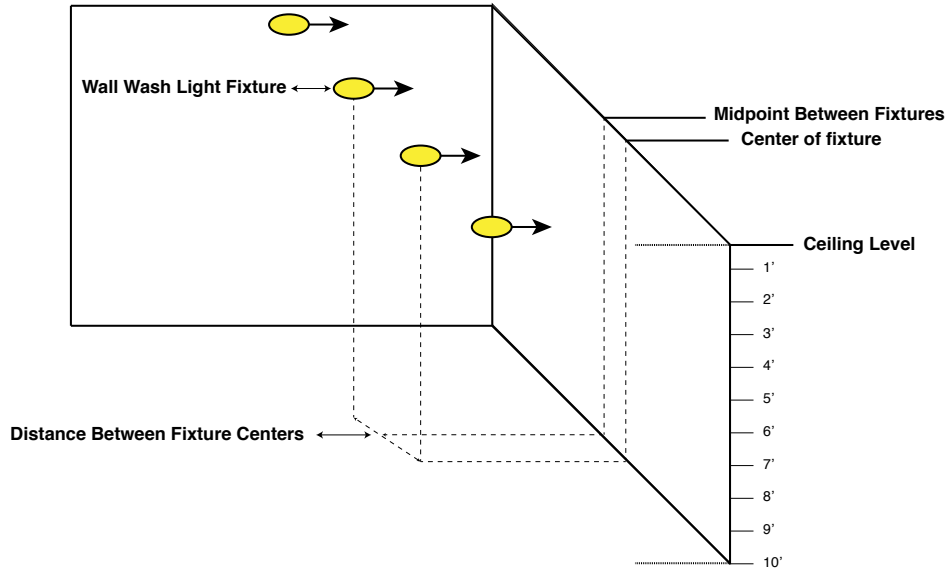 Wall Wash Light Fixture
Midpoint Between Fixtures
Center of fixture
Ceiling Level
1’
2’
3’
4’
5’
6’
Distance Between Fixture Centers
7’
8’
9’
10’